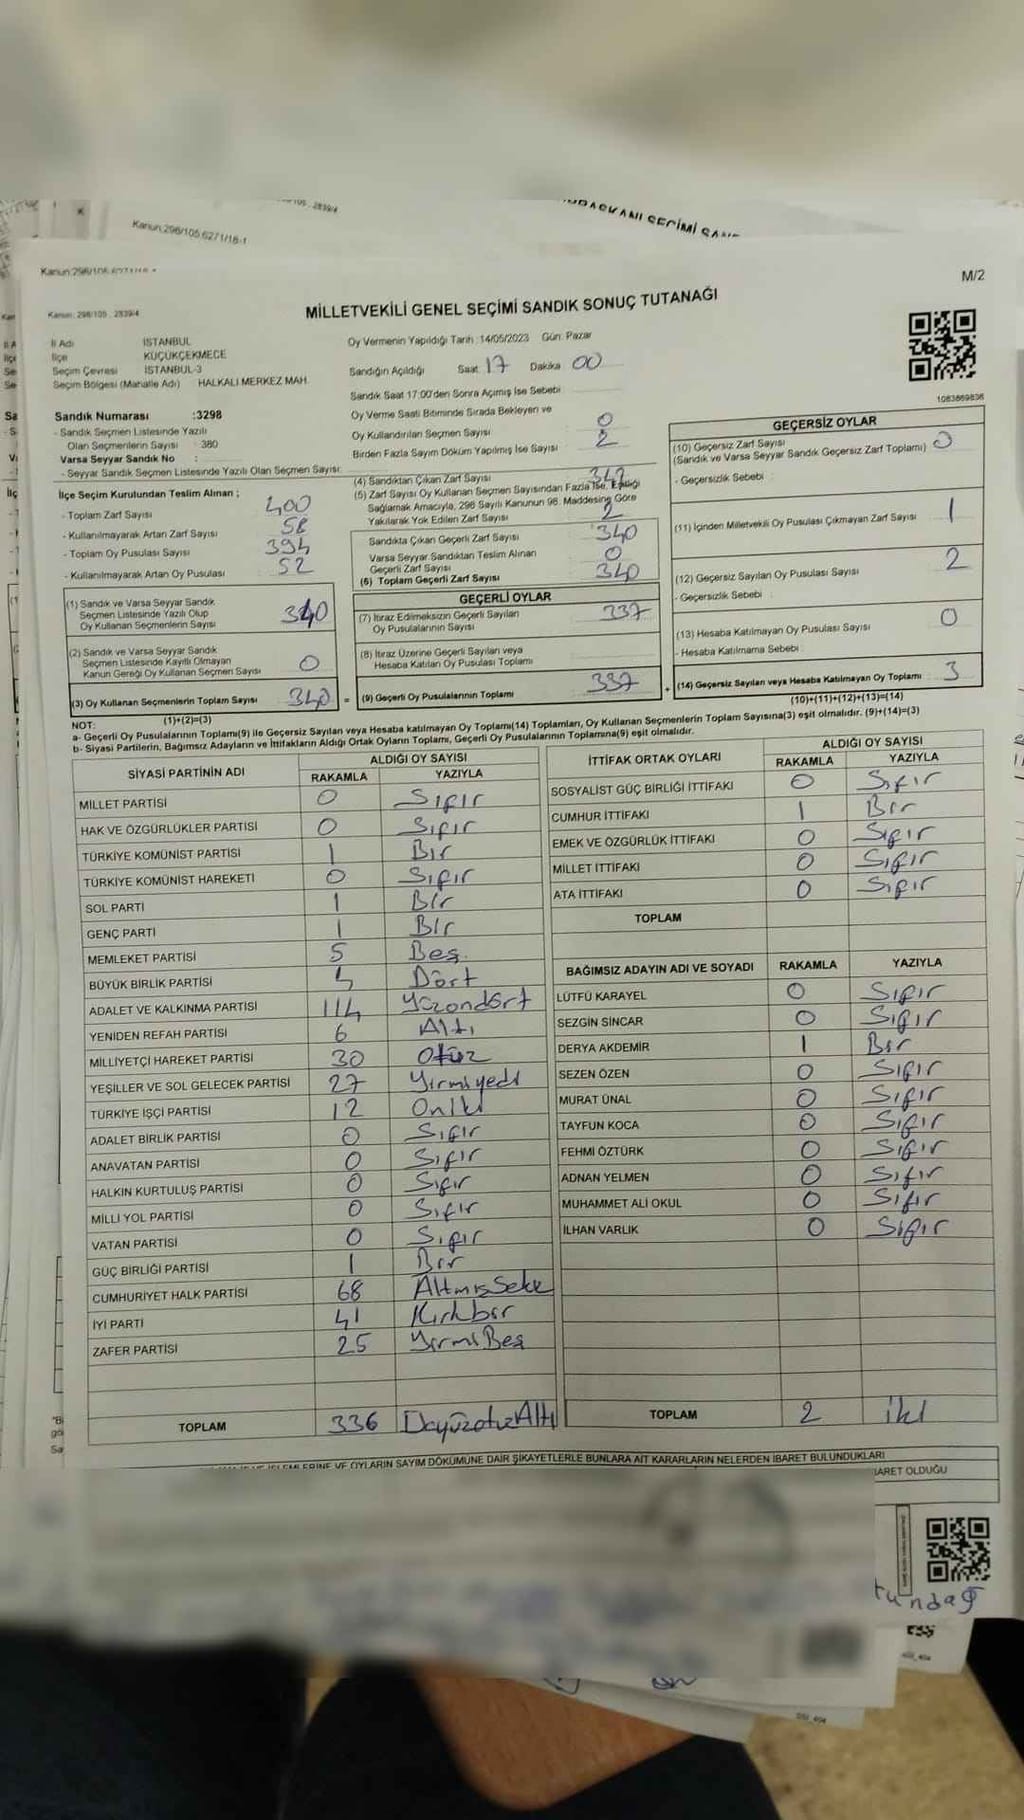 105 , 2839/4
BAŞKANI SEÇİMİ
Kanun:298/105,6271/18-1
M/2
Kanun: 298/105 , 2839/4
MİLLETVEKİLİ GENEL SEÇİMİ SANDIK SONUÇ TUTANAĞI
İl Adı İSTANBUL
İlçe KÜÇÜKÇEKMECE
Seçim Çevresi İSTANBUL-3
Seçim Bölgesi (Mahalle Adı) HALKALI MERKEZ MAH.
Oy Vermenin Yapıldığı Tarih :14/05/2023 Gün: Pazar
Sandığın Açıldığı Saat 17 Dakika 00
Sandık Saat 17:00'den Sonra Açılmış İse Sebebi
Oy Verme Saati Bitiminde Sırada Bekleyen ve
Oy Kullandırılan Seçmen Sayısı 0
Birden Fazla Sayım Döküm Yapılmış İse Sayısı 2
1083869836
Sandık Numarası :3298
- Sandık Seçmen Listesinde Yazılı
Olan Seçmenlerin Sayısı : 380
Varsa Seyyar Sandık No :
- Seyyar Sandık Seçmen Listesinde Yazılı Olan Seçmen Sayısı:
İlçe Seçim Kurulundan Teslim Alınan ;
- Toplam Zarf Sayısı 400
- Kullanılmayarak Artan Zarf Sayısı 58
- Toplam Oy Pusulası Sayısı 394
- Kullanılmayarak Artan Oy Pusulası 52
(4) Sandıktan Çıkan Zarf Sayısı 342
(5) Zarf Sayısı Oy Kullanan Seçmen Sayısından Fazla İse, Eşitliği
Sağlamak Amacıyla, 298 Sayılı Kanunun 98. Maddesine Göre
Yakılarak Yok Edilen Zarf Sayısı 2
Sandıkta Çıkan Geçerli Zarf Sayısı 340
Varsa Seyyar Sandıktan Teslim Alınan
Geçerli Zarf Sayısı 0
(6) Toplam Geçerli Zarf Sayısı 340
GEÇERSİZ OYLAR
(10) Geçersiz Zarf Sayısı 0
(Sandık ve Varsa Seyyar Sandık Geçersiz Zarf Toplamı)
- Geçersizlik Sebebi :
(11) İçinden Milletvekili Oy Pusulası Çıkmayan Zarf Sayısı 1
(12) Geçersiz Sayılan Oy Pusulası Sayısı 2
- Geçersizlik Sebebi :
(13) Hesaba Katılmayan Oy Pusulası Sayısı 0
- Hesaba Katılmama Sebebi :
(14) Geçersiz Sayılan veya Hesaba Katılmayan Oy Toplamı 3
(10)+(11)+(12)+(13)=(14)
(1) Sandık ve Varsa Seyyar Sandık
Seçmen Listesinde Yazılı Olup
Oy Kullanan Seçmenlerin Sayısı 340
(2) Sandık ve Varsa Seyyar Sandık
Seçmen Listesinde Kayıtlı Olmayan
Kanun Gereği Oy Kullanan Seçmen Sayısı 0
(3) Oy Kullanan Seçmenlerin Toplam Sayısı 340 =
(1)+(2)=(3)
GEÇERLİ OYLAR
(7) İtiraz Edilmeksizin Geçerli Sayılan
Oy Pusulalarının Sayısı 337
(8) İtiraz Üzerine Geçerli Sayılan veya
Hesaba Katılan Oy Pusulası Toplamı
(9) Geçerli Oy Pusulalarının Toplamı 337 +
NOT:
a- Geçerli Oy Pusulalarının Toplamı(9) ile Geçersiz Sayılan veya Hesaba katılmayan Oy Toplamı(14) Toplamları, Oy Kullanan Seçmenlerin Toplam Sayısına(3) eşit olmalıdır. (9)+(14)=(3)
b- Siyasi Partilerin, Bağımsız Adayların ve İttifakların Aldığı Ortak Oyların Toplamı, Geçerli Oy Pusulalarının Toplamına(9) eşit olmalıdır.
SİYASİ PARTİNİN ADI ALDIĞI OY SAYISI
RAKAMLA YAZIYLA
MİLLET PARTİSİ 0 Sıfır
HAK VE ÖZGÜRLÜKLER PARTİSİ 0 Sıfır
TÜRKİYE KOMÜNİST PARTİSİ 1 Bir
TÜRKİYE KOMÜNİST HAREKETİ 0 Sıfır
SOL PARTİ 1 Bir
GENÇ PARTİ 1 Bir
MEMLEKET PARTİSİ 5 Beş
BÜYÜK BİRLİK PARTİSİ 4 Dört
ADALET VE KALKINMA PARTİSİ 114 Yüzondört
YENİDEN REFAH PARTİSİ 6 Altı
MİLLİYETÇİ HAREKET PARTİSİ 30 Otuz
YEŞİLLER VE SOL GELECEK PARTİSİ 27 Yirmiyedi
TÜRKİYE İŞÇİ PARTİSİ 12 Oniki
ADALET BİRLİK PARTİSİ 0 Sıfır
ANAVATAN PARTİSİ 0 Sıfır
HALKIN KURTULUŞ PARTİSİ 0 Sıfır
MİLLİ YOL PARTİSİ 0 Sıfır
VATAN PARTİSİ 0 Sıfır
GÜÇ BİRLİĞİ PARTİSİ 1 Bir
CUMHURİYET HALK PARTİSİ 68 AltmışSekz
İYİ PARTİ 41 Kırkbir
ZAFER PARTİSİ 25 YirmiBeş
TOPLAM 336 ÜçyüzotuzAltı
İTTİFAK ORTAK OYLARI ALDIĞI OY SAYISI
RAKAMLA YAZIYLA
SOSYALİST GÜÇ BİRLİĞİ İTTİFAKI 0 Sıfır
CUMHUR İTTİFAKI 1 Bir
EMEK VE ÖZGÜRLÜK İTTİFAKI 0 Sıfır
MİLLET İTTİFAKI 0 Sıfır
ATA İTTİFAKI 0 Sıfır
TOPLAM
BAĞIMSIZ ADAYIN ADI VE SOYADI RAKAMLA YAZIYLA
LÜTFÜ KARAYEL 0 Sıfır
SEZGİN SİNCAR 0 Sıfır
DERYA AKDEMİR 1 Bir
SEZEN ÖZEN 0 Sıfır
MURAT ÜNAL 0 Sıfır
TAYFUN KOCA 0 Sıfır
FEHMİ ÖZTÜRK 0 Sıfır
ADNAN YELMEN 0 Sıfır
MUHAMMET ALİ OKUL 0 Sıfır
İLHAN VARLIK 0 Sıfır
TOPLAM 2 iki
VE OYLARIN SAYIM DÖKÜMÜNE DAİR ŞİKAYETLERLE BUNLARA AİT KARARLARIN NELERDEN İBARET BULUNDUKLARI
BARET OLDUĞU
tundağ